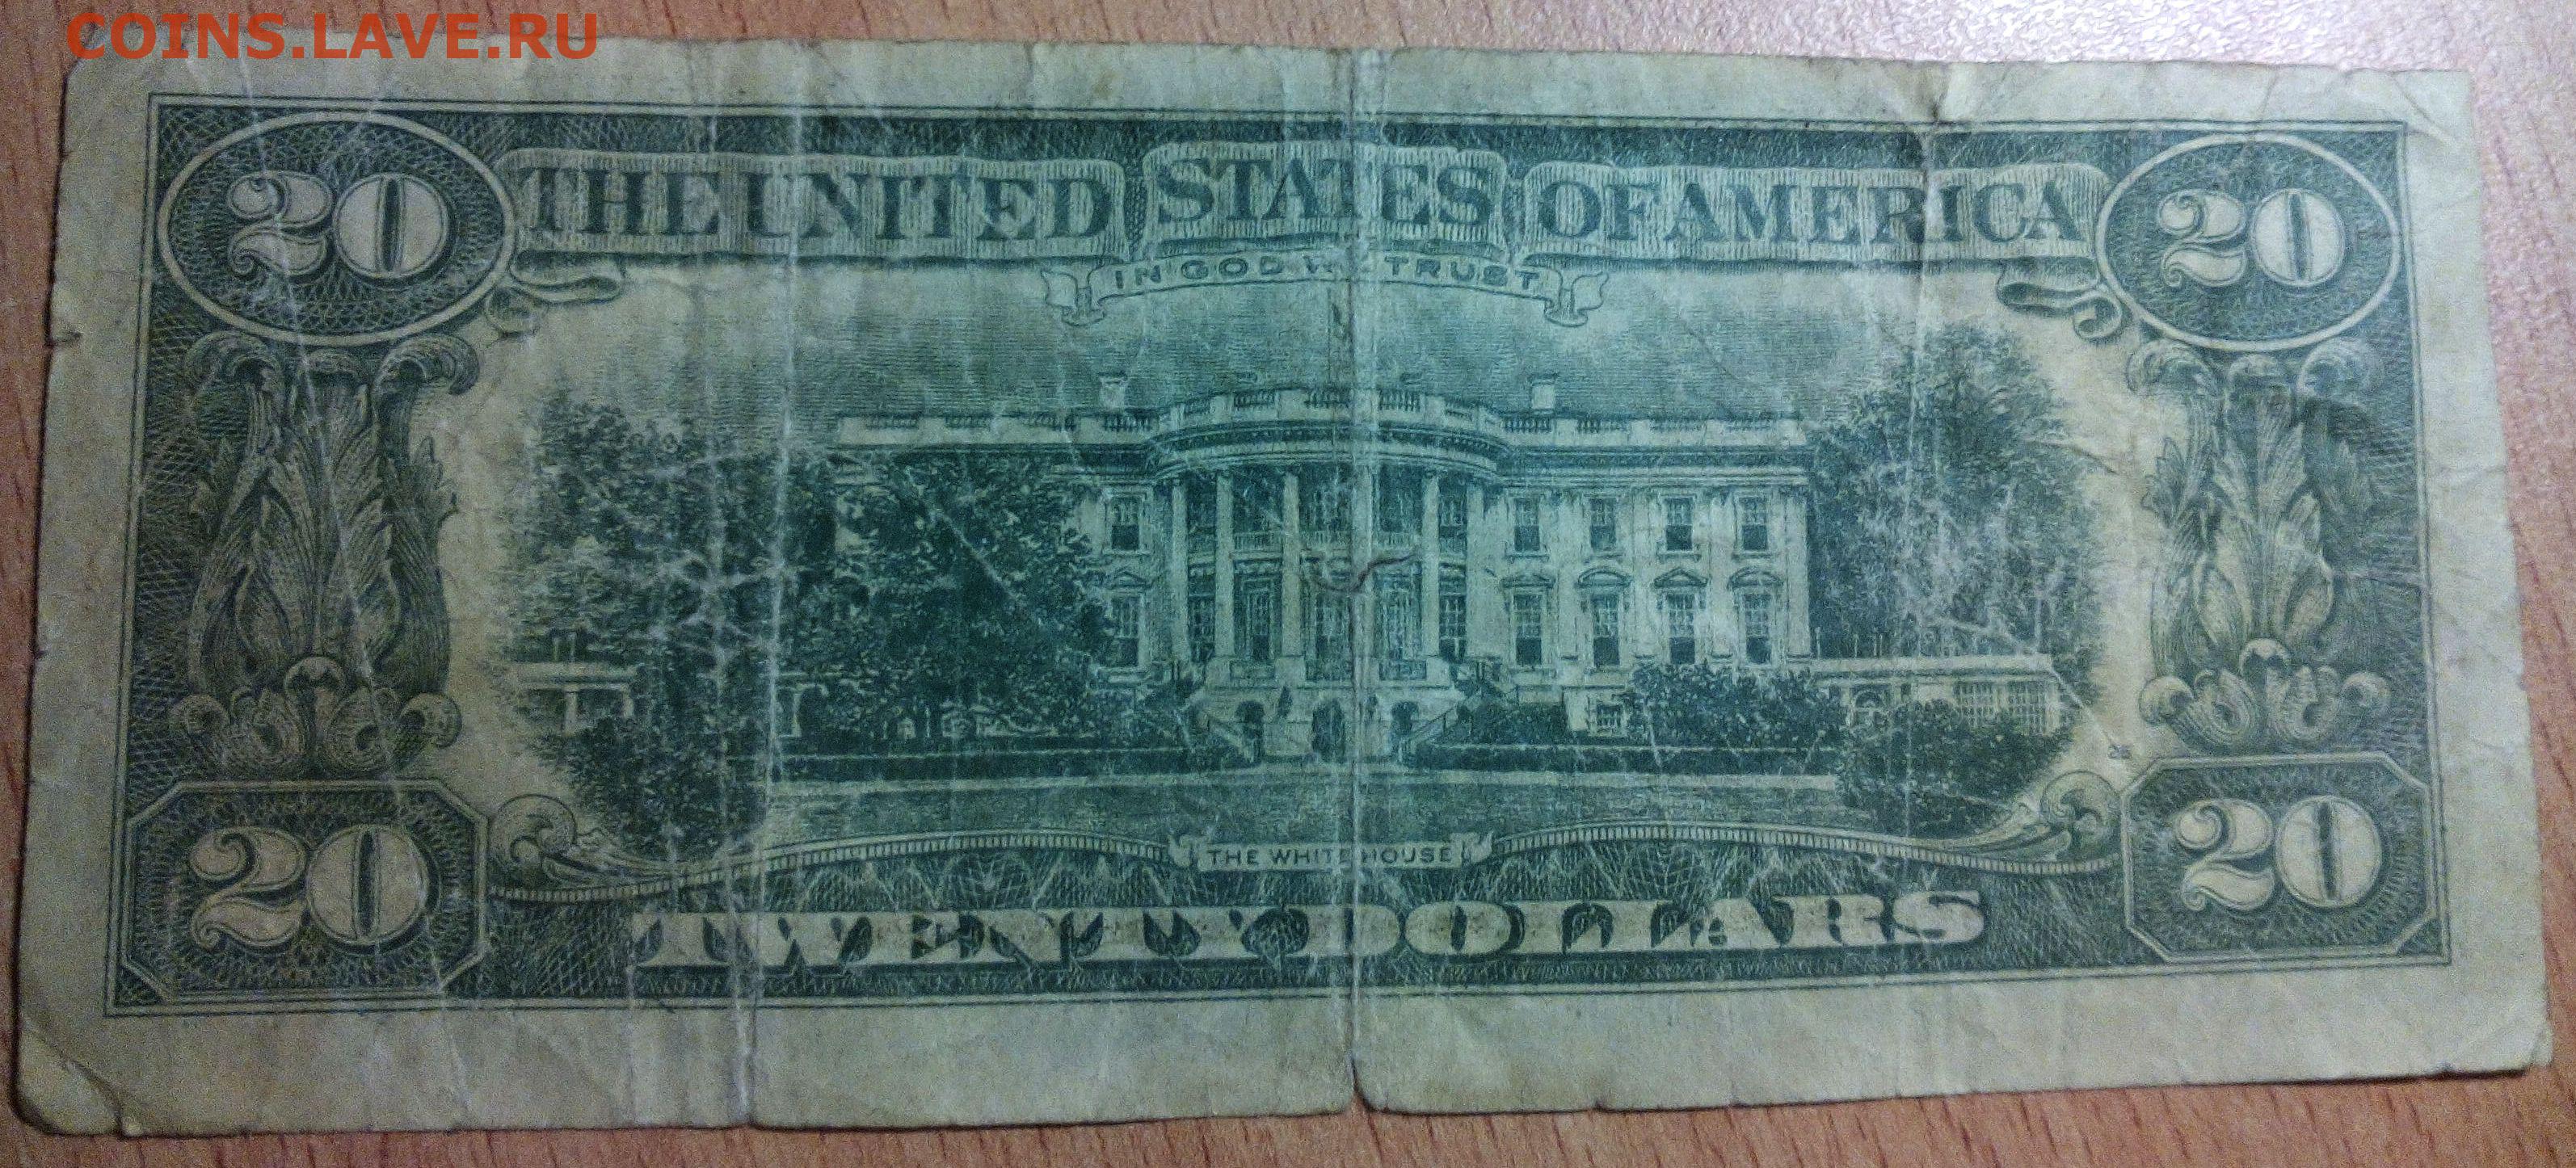 COINS.LAVE.RU
20 THE UNITED STATES OF AMERICA 20
IN GOD WE TRUST
THE WHITE HOUSE
20 TWENTY DOLLARS 20